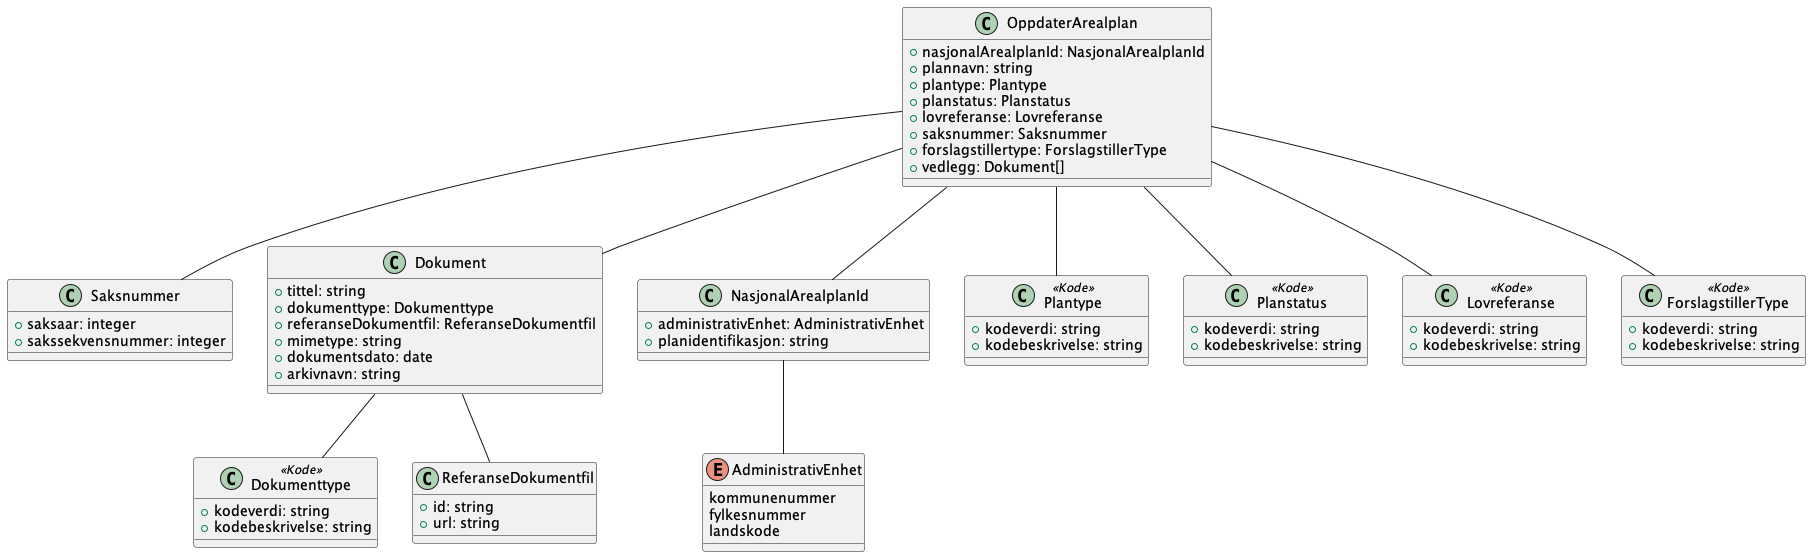 C OppdaterArealplan
nasjonalArealplanId: NasjonalArealplanId
plannavn: string
plantype: Plantype
planstatus: Planstatus
lovreferanse: Lovreferanse
saksnummer: Saksnummer
forslagstillertype: ForslagstillerType
vedlegg: Dokument[]
C Saksnummer
saksaar: integer
sakssekvensnummer: integer
C Dokument
tittel: string
dokumenttype: Dokumenttype
referanseDokumentfil: ReferanseDokumentfil
mimetype: string
dokumentsdato: date
arkivnavn: string
C NasjonalArealplanId
administrativEnhet: AdministrativEnhet
planidentifikasjon: string
«Kode»
C Plantype
kodeverdi: string
kodebeskrivelse: string
«Kode»
C Planstatus
kodeverdi: string
kodebeskrivelse: string
«Kode»
C Lovreferanse
kodeverdi: string
kodebeskrivelse: string
«Kode»
C ForslagstillerType
kodeverdi: string
kodebeskrivelse: string
«Kode»
C Dokumenttype
kodeverdi: string
kodebeskrivelse: string
C ReferanseDokumentfil
id: string
url: string
E AdministrativEnhet
kommunenummer
fylkesnummer
landskode